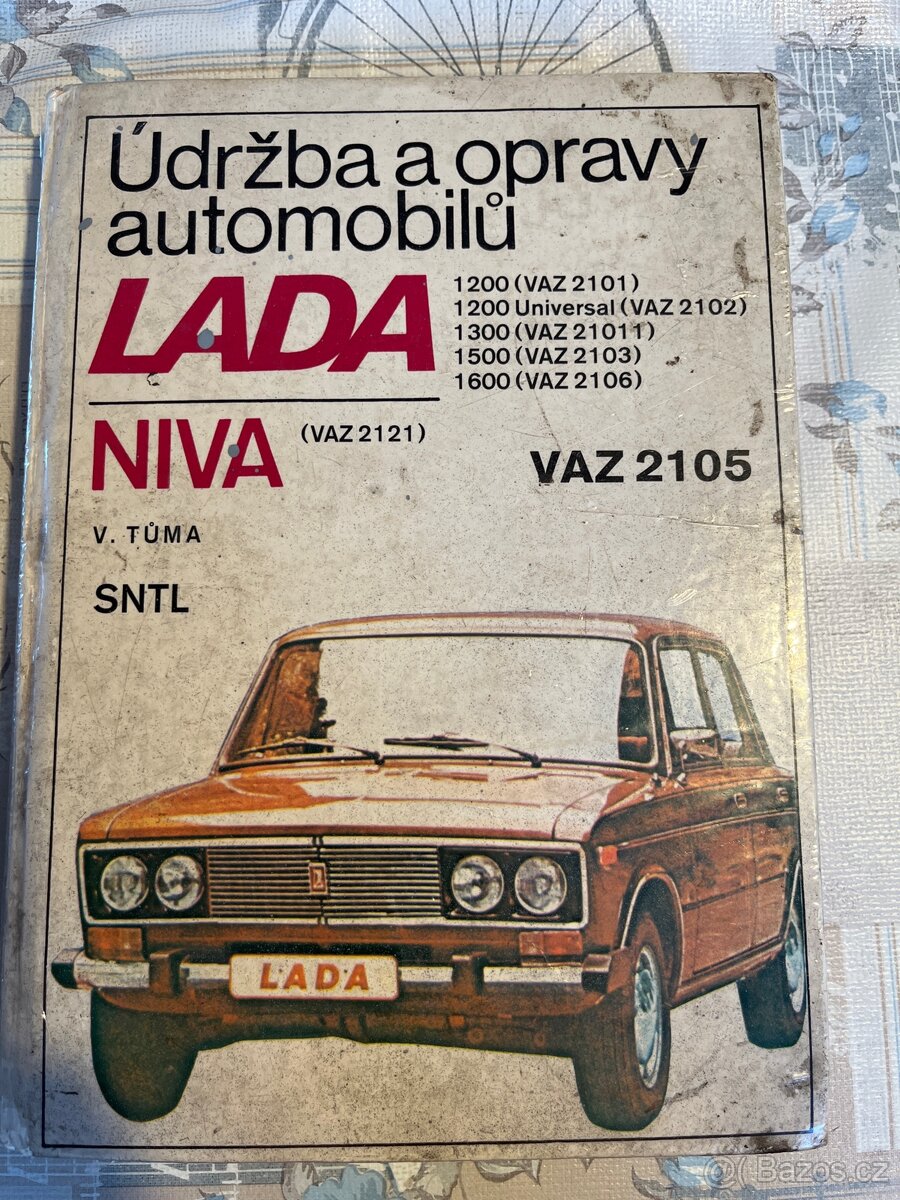 Údržba a opravy
automobilů
LADA
1200 (VAZ 2101)
1200 Universal (VAZ 2102)
1300 (VAZ 21011)
1500 (VAZ 2103)
1600 (VAZ 2106)
NIVA (VAZ 2121)
VAZ 2105
V. TŮMA
SNTL
LADA
@ Bazos.cz